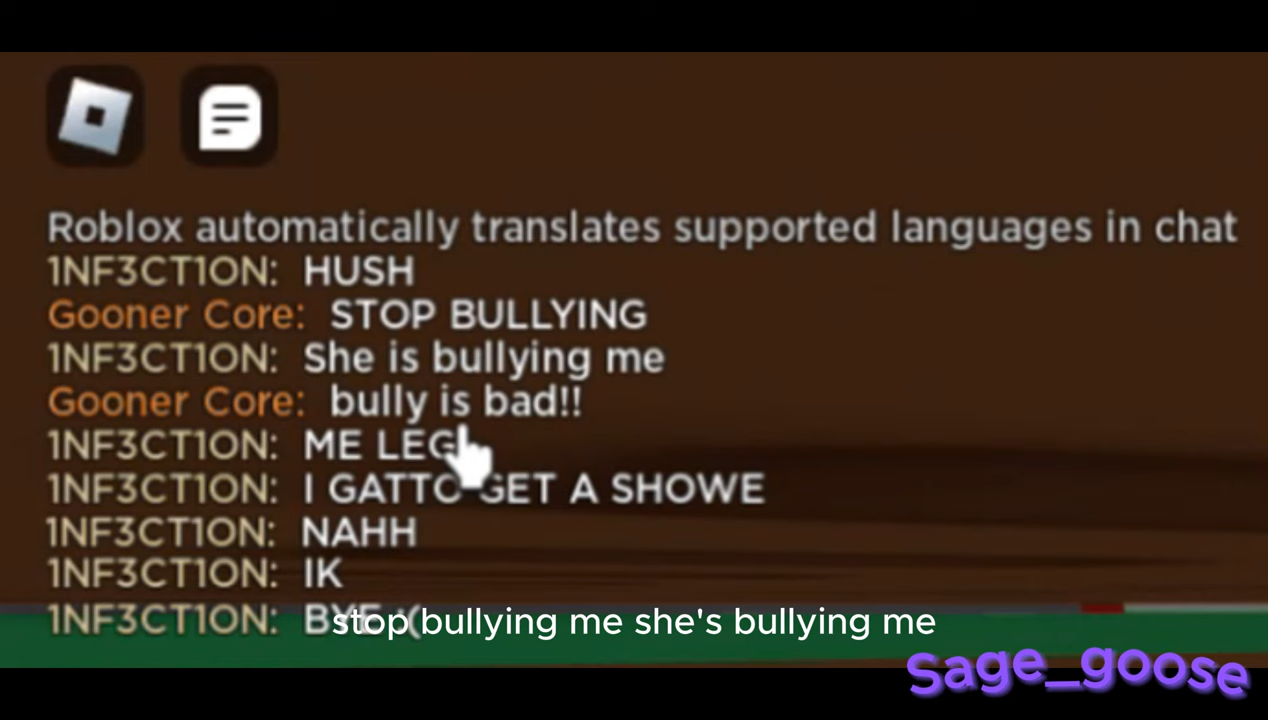 Roblox automatically translates supported languages in chat
1NF3CT1ON: HUSH
Gooner Core: STOP BULLYING
1NF3CT1ON: She is bullying me
Gooner Core: bully is bad!!
1NF3CT1ON: ME LEG
1NF3CT1ON: I GATTO GET A SHOWE
1NF3CT1ON: NAHH
1NF3CT1ON: IK
1NF3CT1ON: BYE :(
stop bullying me she's bullying me
Sage_goose